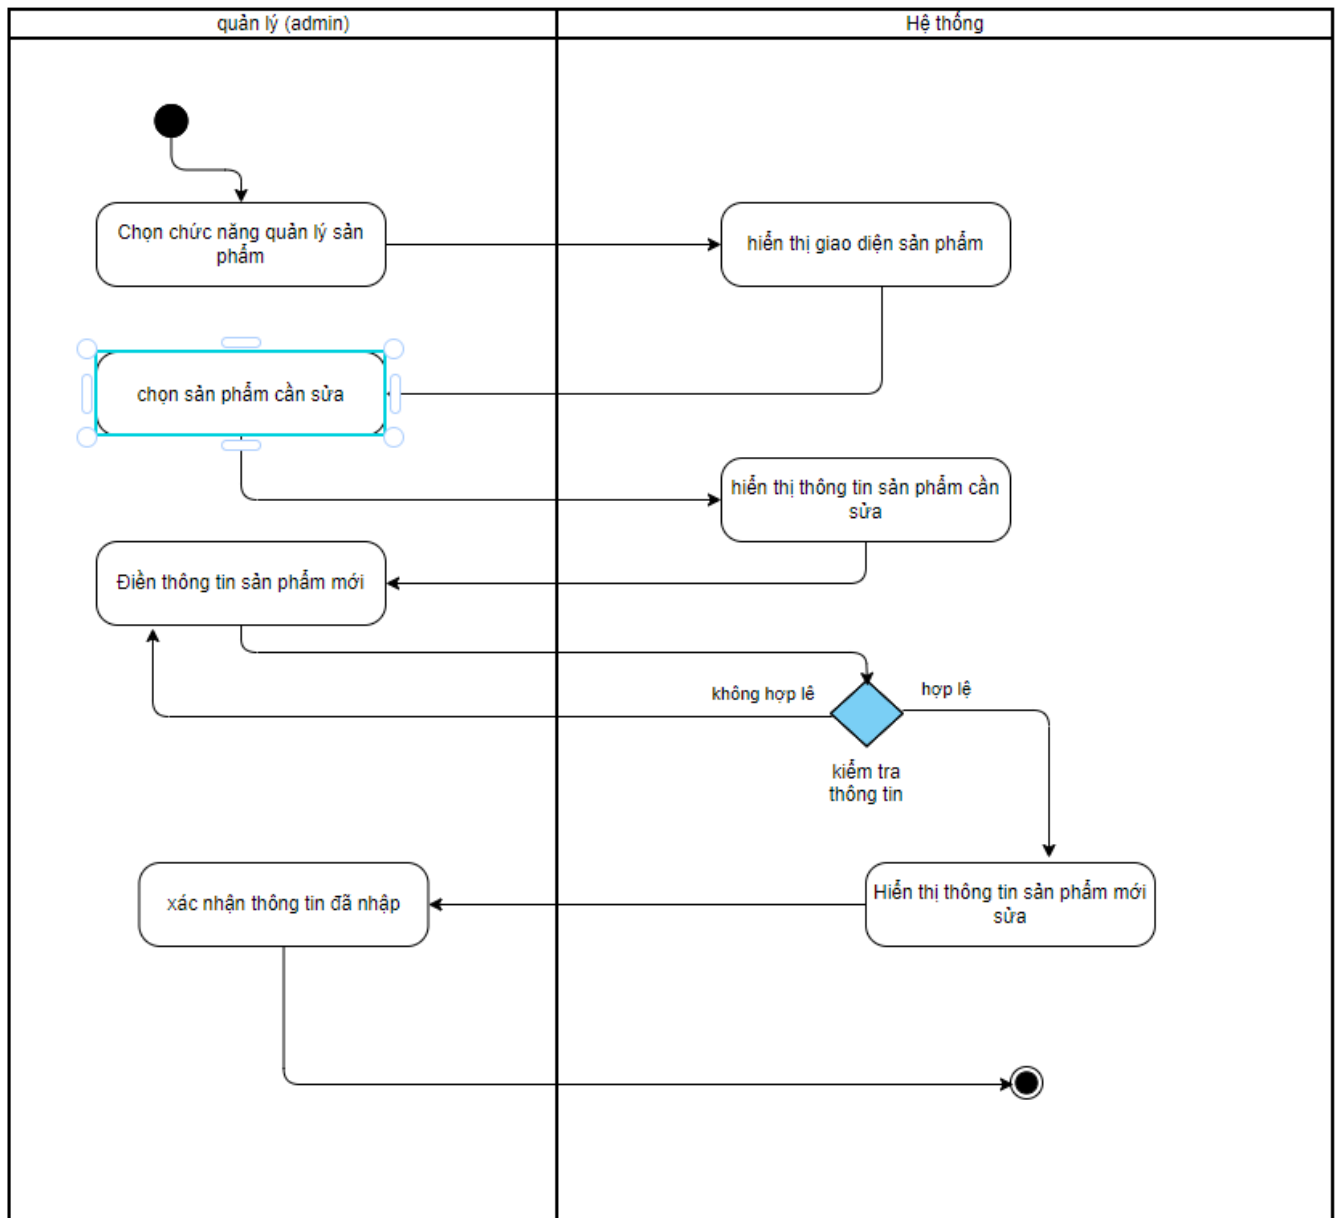 quản lý (admin)
Hệ thống
Chọn chức năng quản lý sản
phẩm
hiển thị giao diện sản phẩm
chọn sản phẩm cần sửa
hiển thị thông tin sản phẩm cần
sửa
Điền thông tin sản phẩm mới
không hợp lê
hợp lệ
kiểm tra
thông tin
xác nhận thông tin đã nhập
Hiển thị thông tin sản phẩm mới
sửa